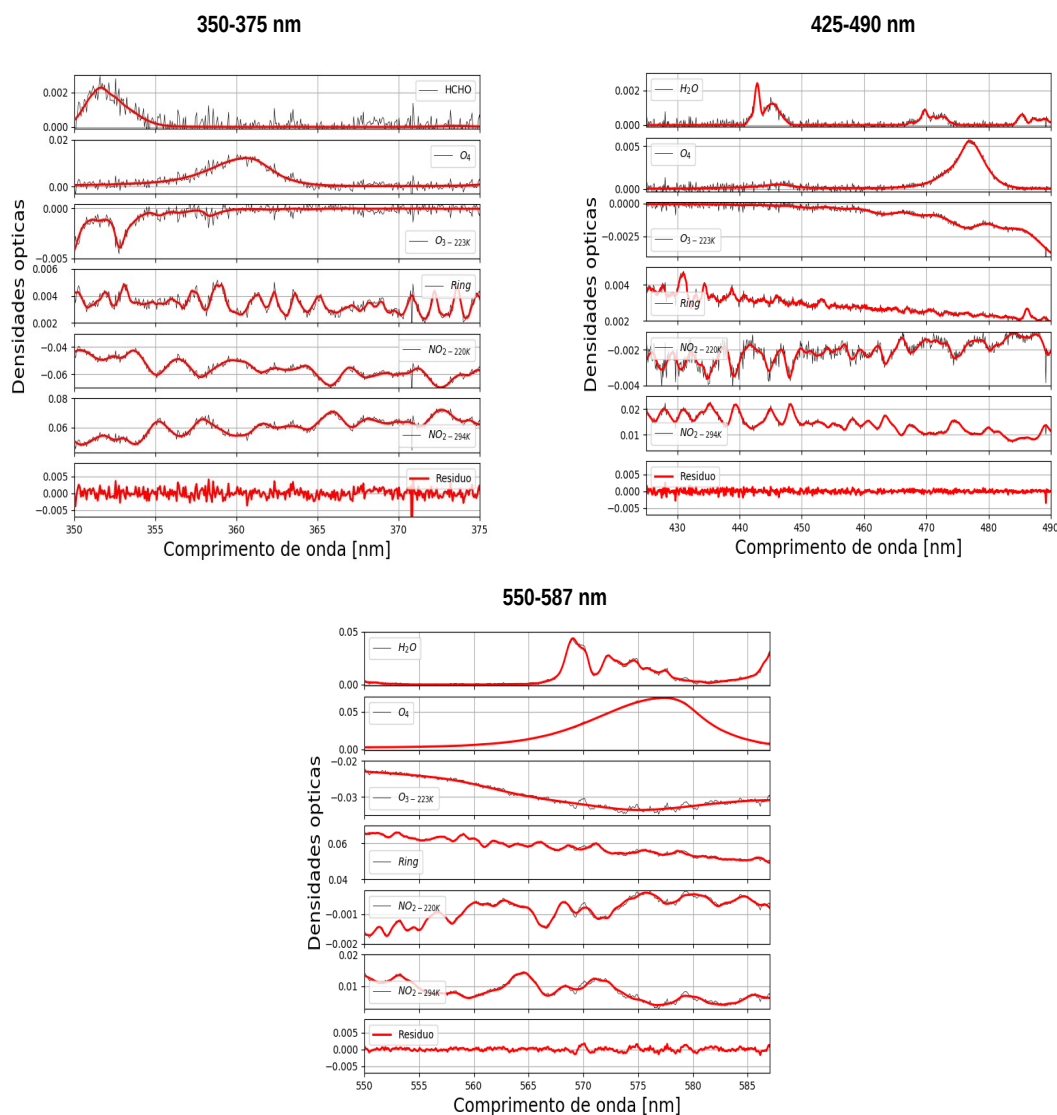 350-375 nm
Densidades opticas
0.002
0.000
HCHO
0.02
0.00
O4
0.000
−0.005
O3−223K
0.006
0.004
0.002
Ring
−0.04
−0.06
NO2−220K
0.08
0.06
NO2−294K
0.005
0.000
−0.005
Residuo
350 355 360 365 370 375
Comprimento de onda [nm]
425-490 nm
Densidades opticas
0.002
0.000
H2O
0.005
0.000
O4
0.0000
−0.0025
O3−223K
0.004
0.002
Ring
−0.002
−0.004
NO2−220K
0.02
0.01
NO2−294K
0.005
0.000
−0.005
Residuo
430 440 450 460 470 480 490
Comprimento de onda [nm]
550-587 nm
Densidades opticas
0.05
0.00
H2O
0.05
0.00
O4
−0.02
−0.03
O3−223K
0.06
0.04
Ring
−0.001
−0.002
NO2−220K
0.02
0.01
NO2−294K
0.005
0.000
−0.005
Residuo
550 555 560 565 570 575 580 585
Comprimento de onda [nm]